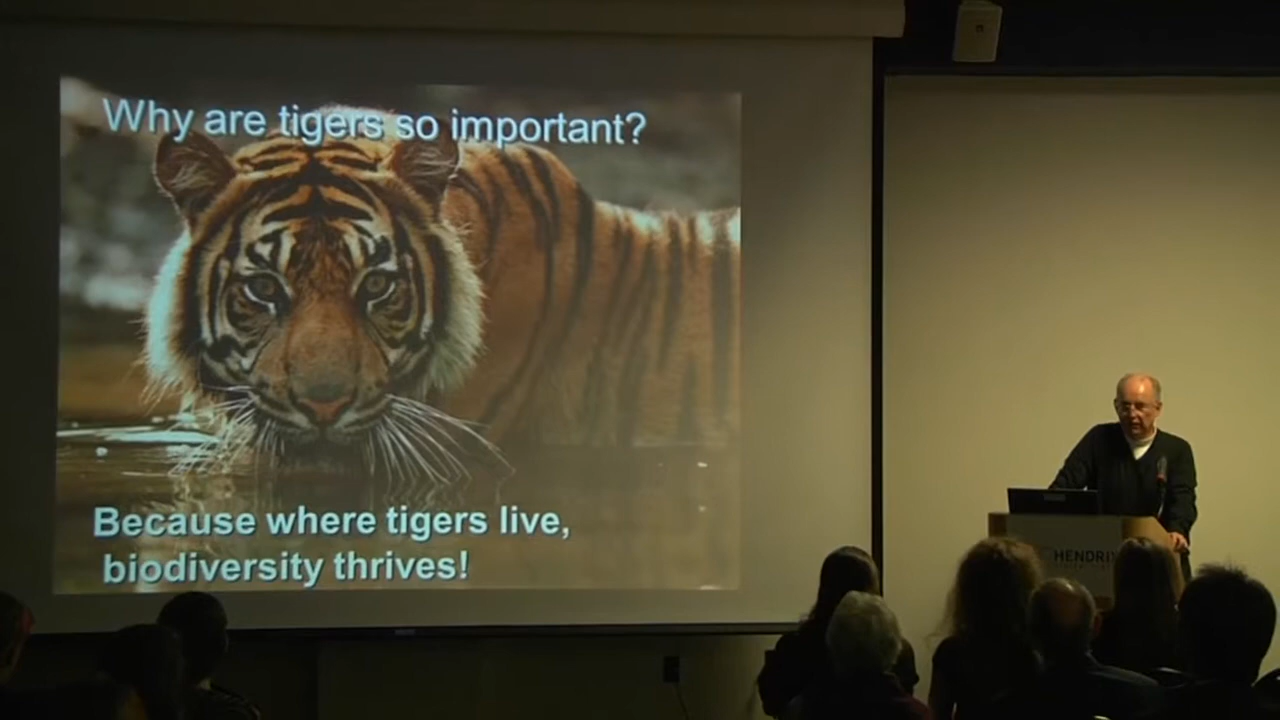 Why are tigers so important?
Because where tigers live,
biodiversity thrives!
HENDRI